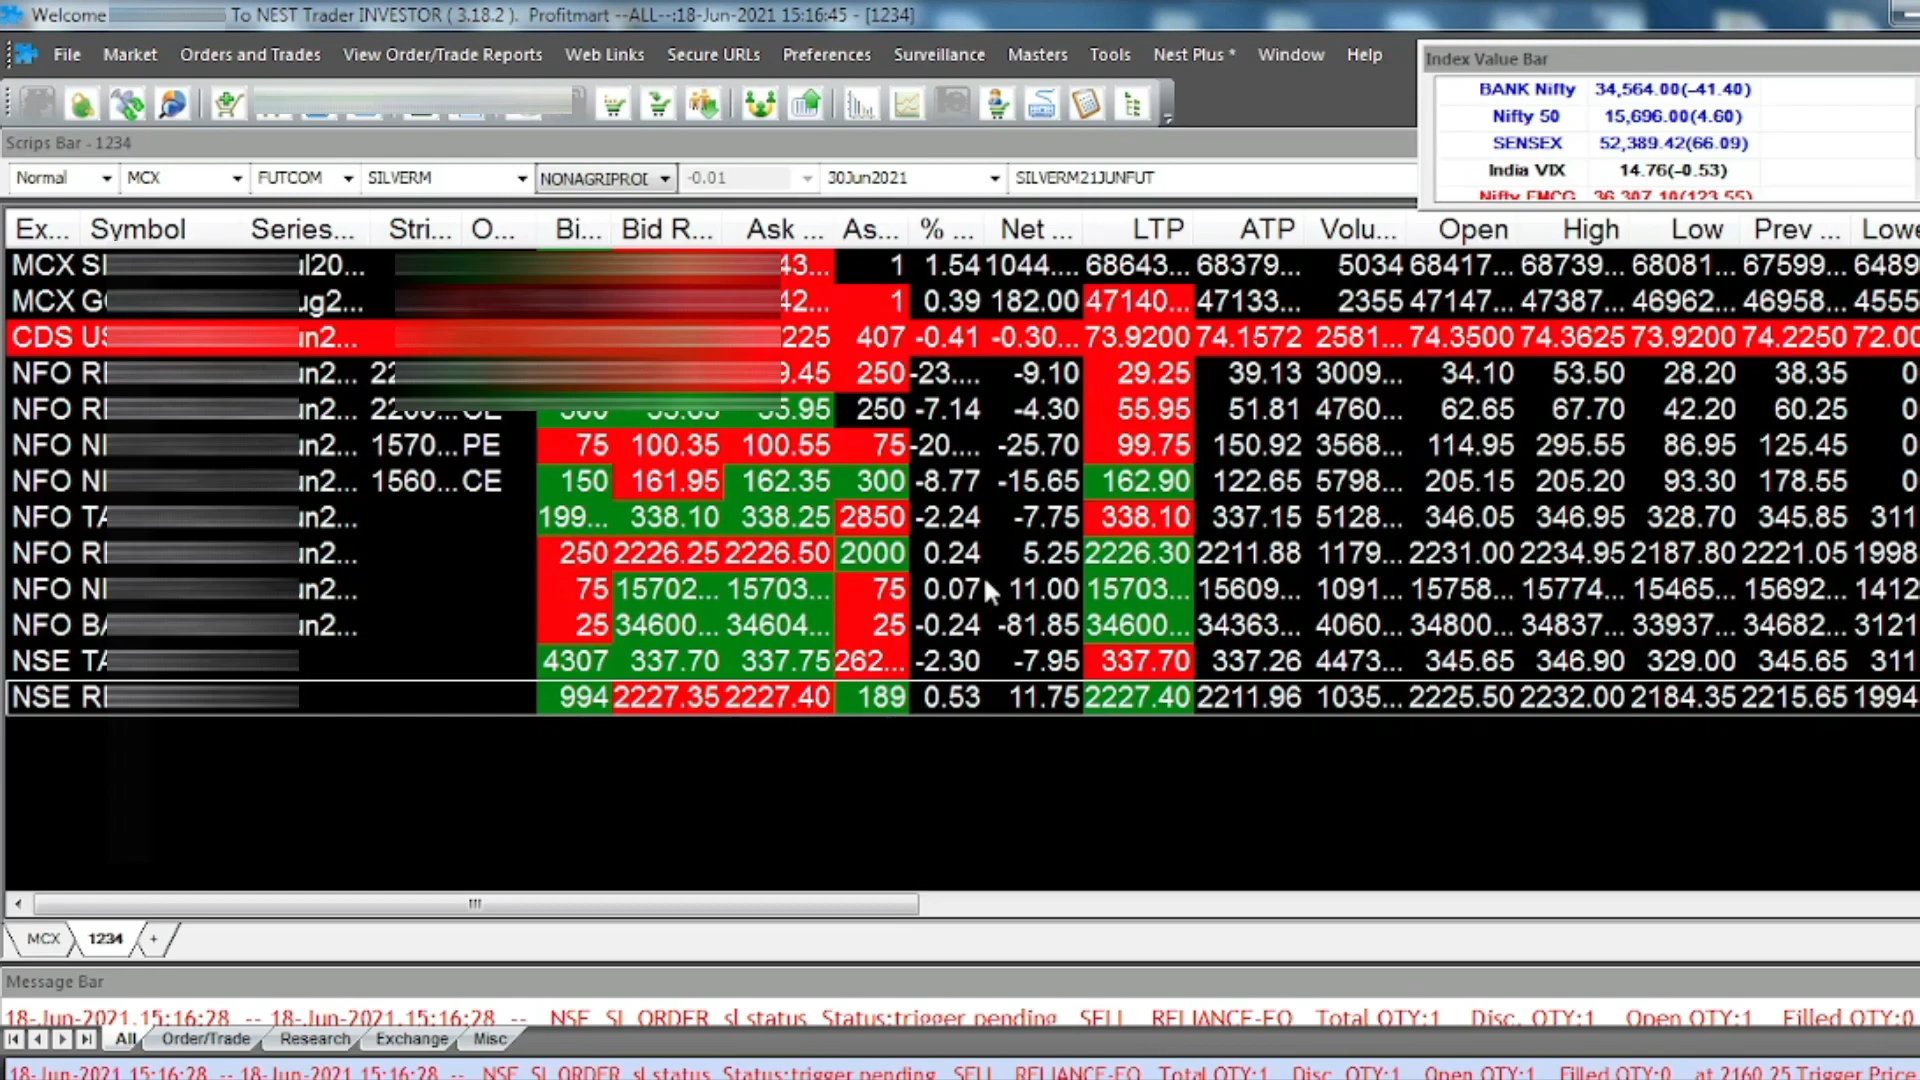 Welcome To NEST Trader INVESTOR ( 3.18.2 ). Profitmart --ALL--:18-Jun-2021 15:16:45 - [1234]
File Market Orders and Trades View Order/Trade Reports Web Links Secure URLs Preferences Surveillance Masters Tools Nest Plus * Window Help
Index Value Bar
BANK Nifty 34,564.00(-41.40)
Nifty 50 15,696.00(4.60)
SENSEX 52,389.42(66.09)
India VIX 14.76(-0.53)
Nifty FMCG 36,307.10(123.55)
Scrips Bar - 1234
Normal MCX FUTCOM SILVERM NONAGRIPROD -0.01 30Jun2021 SILVERM21JUNFUT
Ex... Symbol Series... Stri... O... Bi... Bid R... Ask ... As... % ... Net ... LTP ATP Volu... Open High Low Prev ... Lowe
MCX 43... 1 1.54 1044.... 68643... 68379... 5034 68417... 68739... 68081... 67599... 6489
MCX 42... 1 0.39 182.00 47140... 47133... 2355 47147... 47387... 46962... 46958... 4555
CDS 225 407 -0.41 -0.30... 73.9200 74.1572 2581... 74.3500 74.3625 73.9200 74.2250 72.00
NFO 9.45 250 -23.... -9.10 29.25 39.13 3009... 34.10 53.50 28.20 38.35 0
NFO 250 -7.14 -4.30 55.95 51.81 4760... 62.65 67.70 42.20 60.25 0
NFO 1570... PE 75 100.35 100.55 75 -20.... -25.70 99.75 150.92 3568... 114.95 295.55 86.95 125.45 0
NFO 1560... CE 150 161.95 162.35 300 -8.77 -15.65 162.90 122.65 5798... 205.15 205.20 93.30 178.55 0
NFO 199... 338.10 338.25 2850 -2.24 -7.75 338.10 337.15 5128... 346.05 346.95 328.70 345.85 311
NFO 250 2226.25 2226.50 2000 0.24 5.25 2226.30 2211.88 1179... 2231.00 2234.95 2187.80 2221.05 1998
NFO 75 15702... 15703... 75 0.07 11.00 15703... 15609... 1091... 15758... 15774... 15465... 15692... 1412
NFO 25 34600... 34604... 25 -0.24 -81.85 34600... 34363... 4060... 34800... 34837... 33937... 34682... 3121
NSE 4307 337.70 337.75 262... -2.30 -7.95 337.70 337.26 4473... 345.65 346.90 329.00 345.65 311
NSE 994 2227.35 2227.40 189 0.53 11.75 2227.40 2211.96 1035... 2225.50 2232.00 2184.35 2215.65 1994
MCX 1234 +
Message Bar
18-Jun-2021,15:16:28 -- 18-Jun-2021,15:16:28 -- NSE SL ORDER sl status Status:trigger pending SELL RELIANCE-EQ Total QTY:1 Disc. QTY:1 Open QTY:1 Filled QTY:0
All Order/Trade Research Exchange Misc
18-Jun-2021 15:16:28 -- 18-Jun-2021 15:16:28 -- NSE SL ORDER sl status Status:trigger pending SELL RELIANCE-EQ Total QTY:1 Disc. QTY:1 Open QTY:1 Filled QTY:0 at 2160.25 Trigger Price